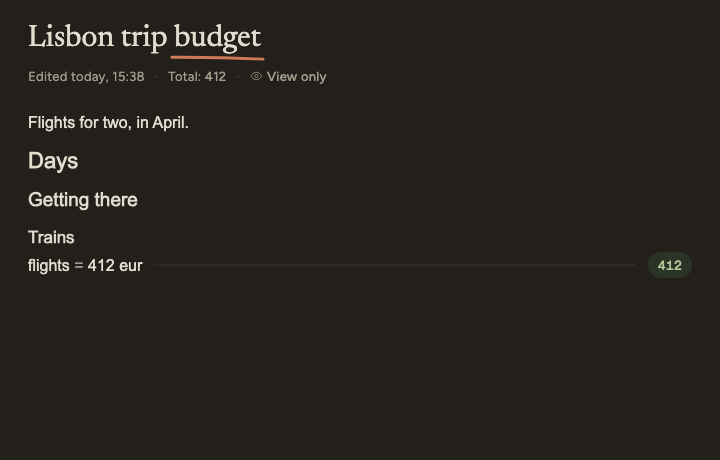 Lisbon trip budget
Edited today, 15:38 · Total: 412 · View only
Flights for two, in April.
Days
Getting there
Trains
flights = 412 eur 412